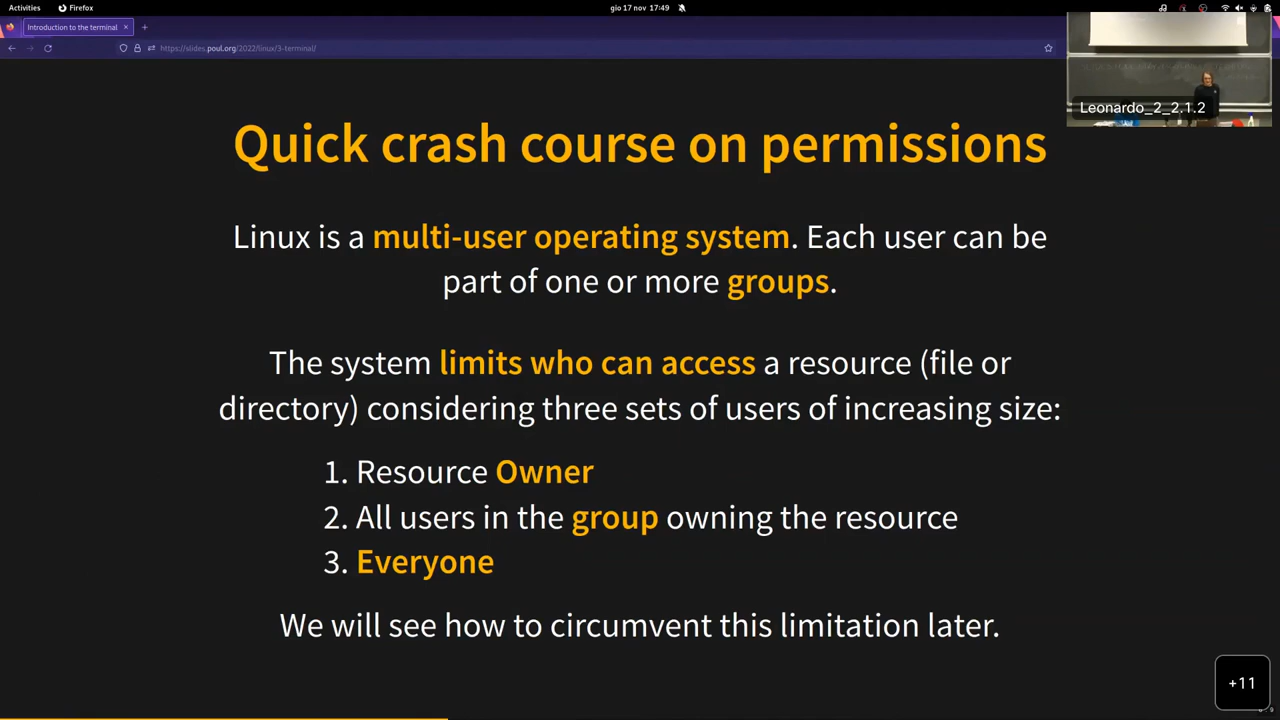 Activities
Firefox
gio 17 nov 17:49
Introduction to the terminal ×
https://slides.poul.org/2022/linux/3-terminal/
Leonardo_2_2.1.2
Quick crash course on permissions
Linux is a multi-user operating system. Each user can be
part of one or more groups.
The system limits who can access a resource (file or
directory) considering three sets of users of increasing size:
1. Resource Owner
2. All users in the group owning the resource
3. Everyone
We will see how to circumvent this limitation later.
+11